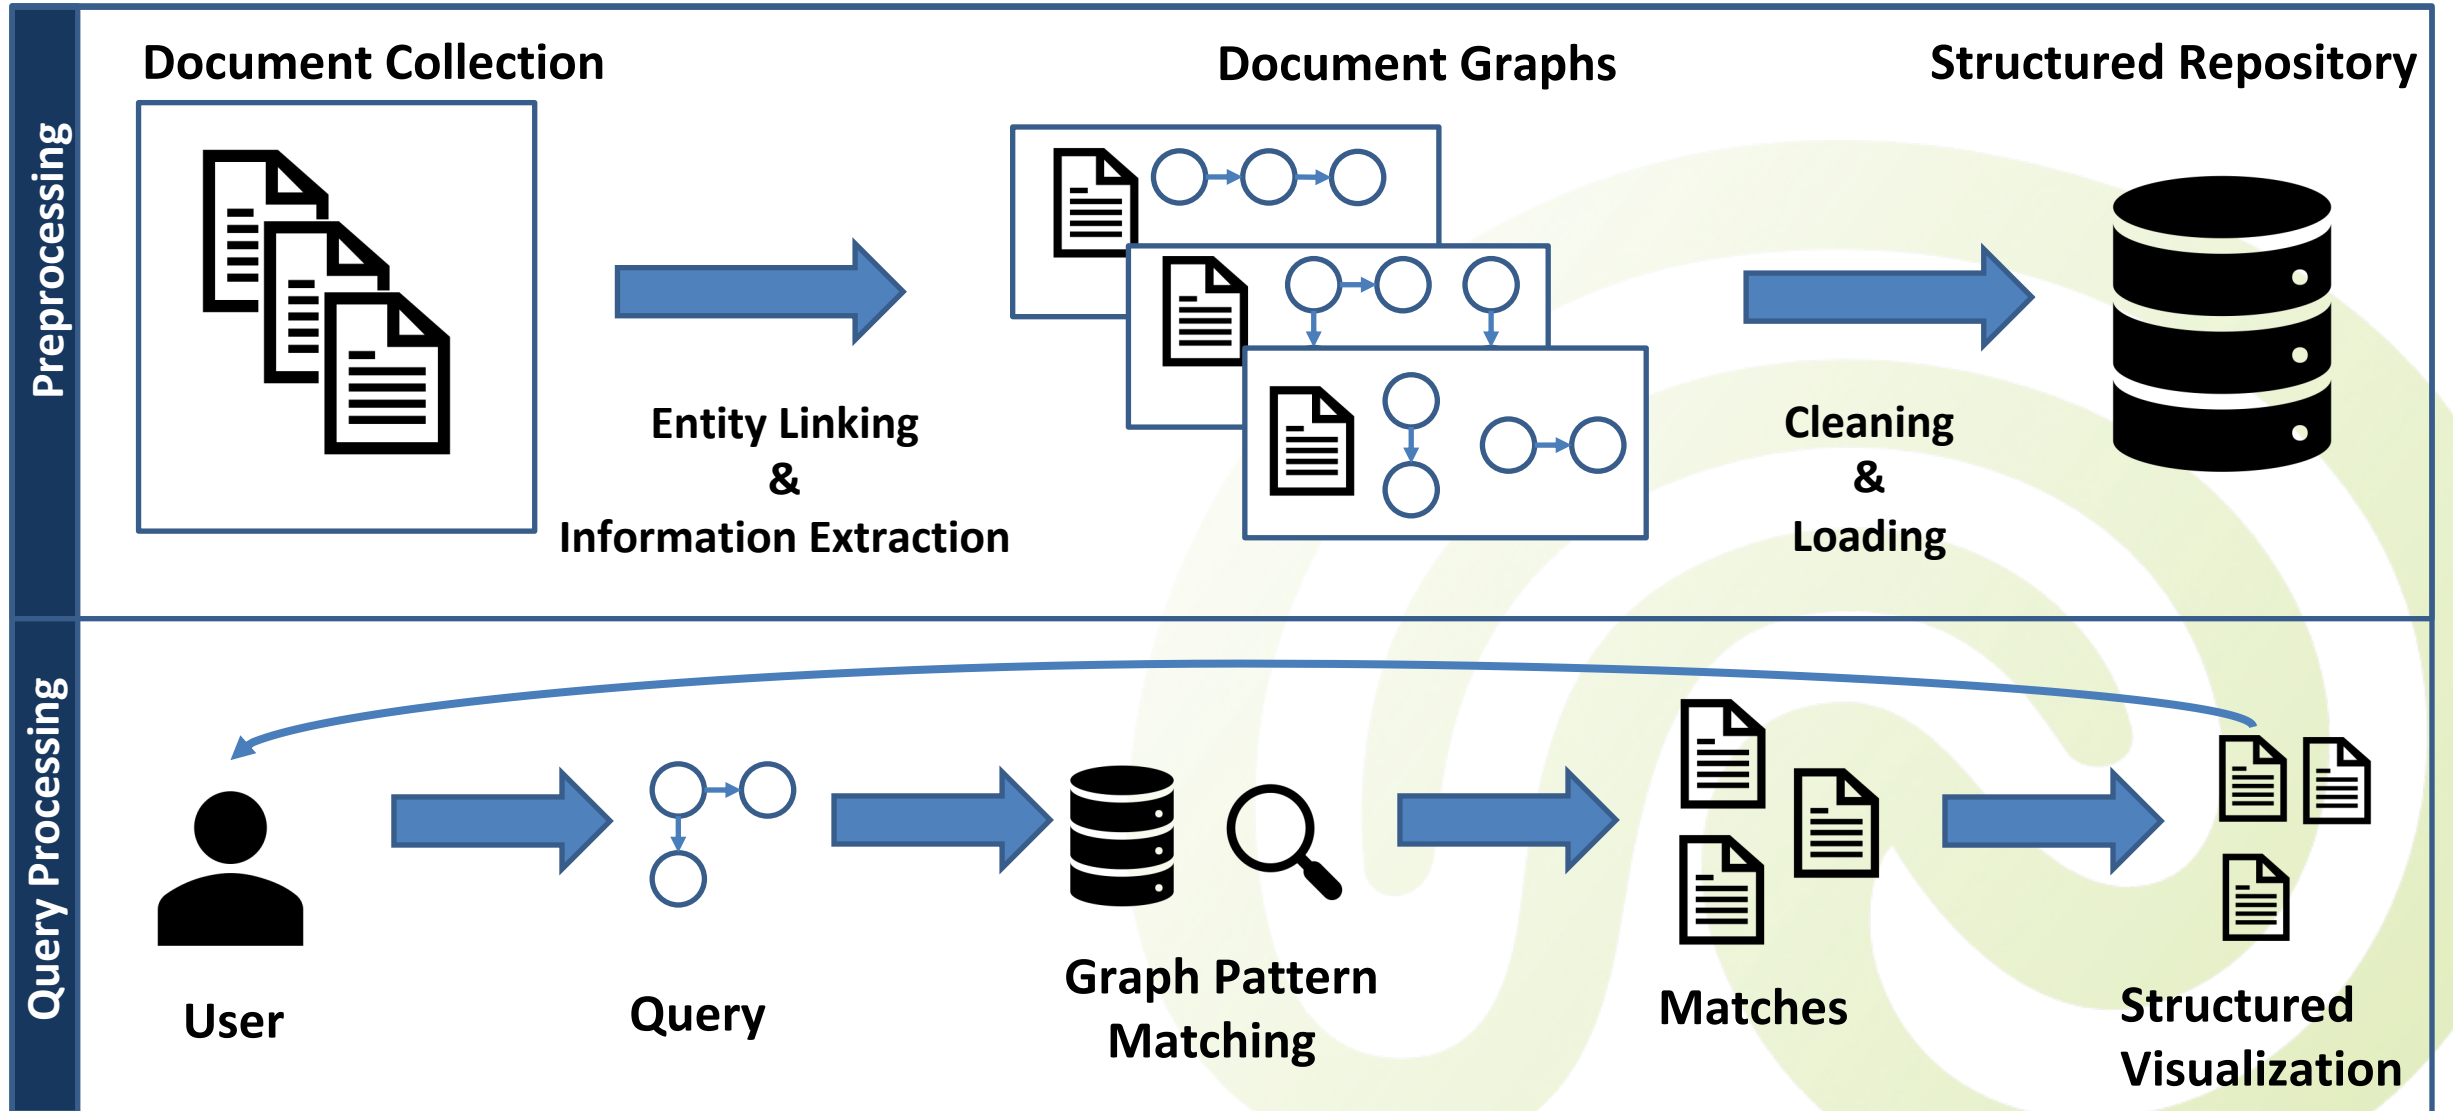 Preprocessing
Document Collection
Document Graphs
Structured Repository
Entity Linking
&
Information Extraction
Cleaning
&
Loading
Query Processing
User
Query
Graph Pattern
Matching
Matches
Structured
Visualization